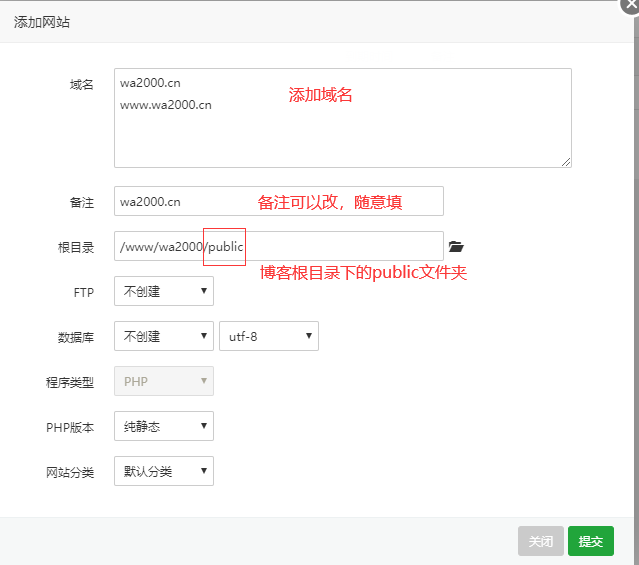 添加网站
域名
wa2000.cn
www.wa2000.cn
添加域名
备注
wa2000.cn
备注可以改，随意填
根目录
/www/wa2000/public
博客根目录下的public文件夹
FTP
不创建
数据库
不创建
utf-8
程序类型
PHP
PHP版本
纯静态
网站分类
默认分类
关闭
提交